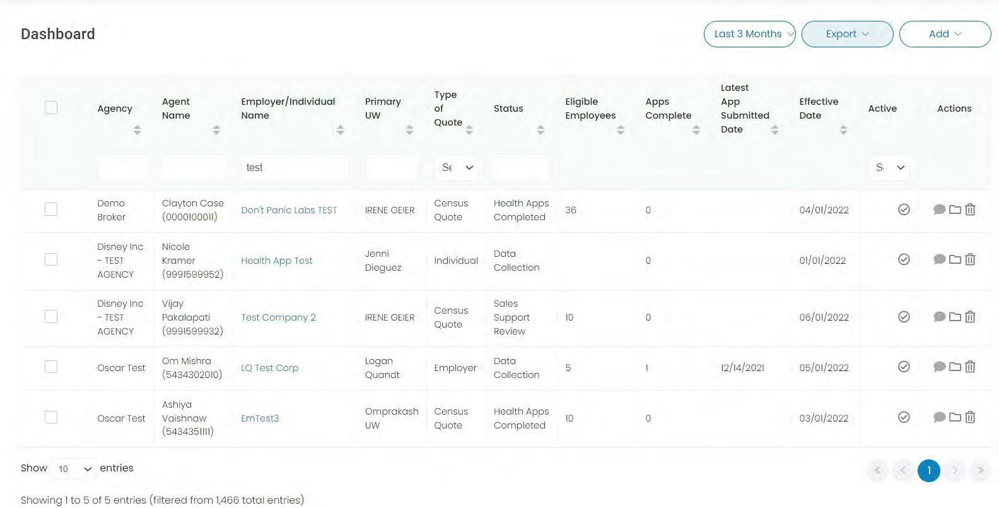 Dashboard
Last 3 Months
Export
Add
Agency
Agent
Name
Employer/Individual
Name
Primary
UW
Type
of
Quote
Status
Eligible
Employees
Apps
Complete
Latest
App
Submitted
Date
Effective
Date
Active
Actions
test
Demo
Broker
Clayton Case
(0000100011)
Don't Panic Labs TEST
IRENE GEIER
Census
Quote
Health Apps
Completed
36
0
04/01/2022
Disney Inc
- TEST
AGENCY
Nicole
Kramer
(9991599952)
Health App Test
Jenni
Dieguez
Individual
Data
Collection
0
01/01/2022
Disney Inc
- TEST
AGENCY
Vijay
Pakalapati
(9991599932)
Test Company 2
IRENE GEIER
Census
Quote
Sales
Support
Review
10
0
06/01/2022
Oscar Test
Om Mishra
(5434302010)
LQ Test Corp
Logan
Quandt
Employer
Data
Collection
5
1
12/14/2021
05/01/2022
Oscar Test
Ashiya
Vaishnaw
(5434351111)
EmTest3
Omprakash
UW
Census
Quote
Health Apps
Completed
10
0
03/01/2022
Show 10 entries
1
Showing 1 to 5 of 5 entries (filtered from 1,466 total entries)